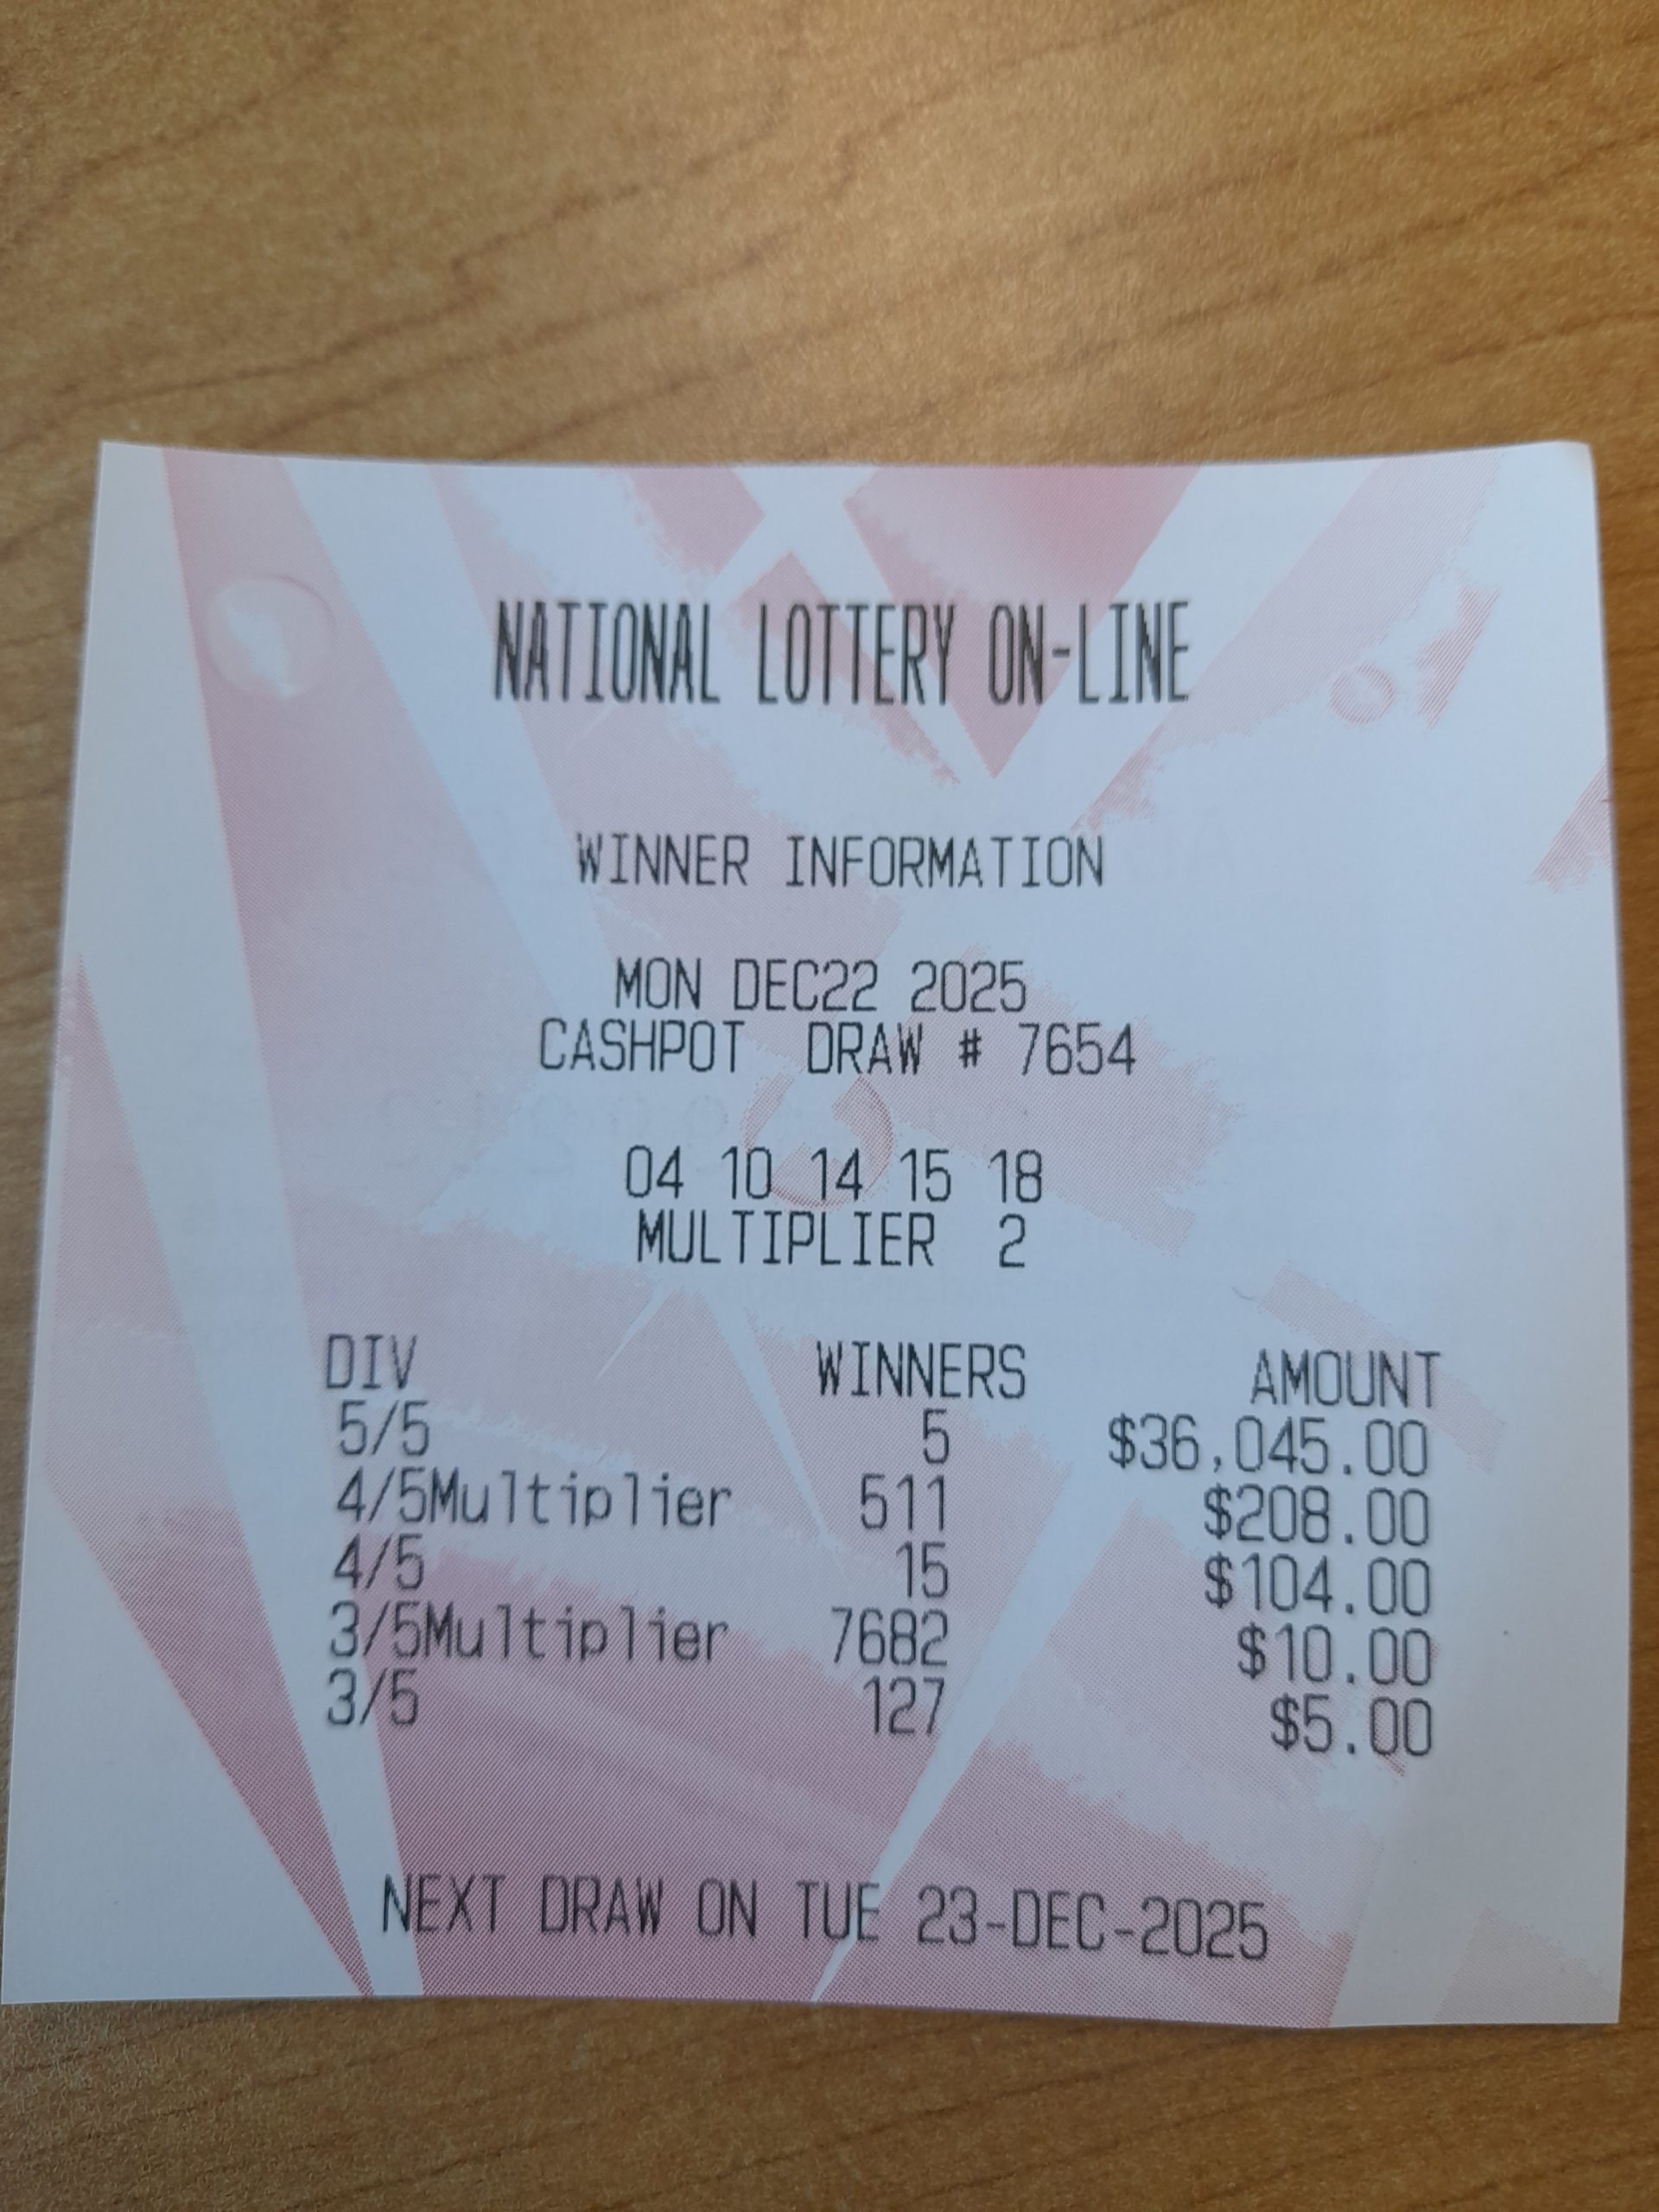 NATIONAL LOTTERY ON-LINE
WINNER INFORMATION
MON DEC22 2025
CASHPOT DRAW # 7654
04 10 14 15 18
MULTIPLIER 2
DIV WINNERS AMOUNT
5/5 5 $36,045.00
4/5Multiplier 511 $208.00
4/5 15 $104.00
3/5Multiplier 7682 $10.00
3/5 127 $5.00
NEXT DRAW ON TUE 23-DEC-2025